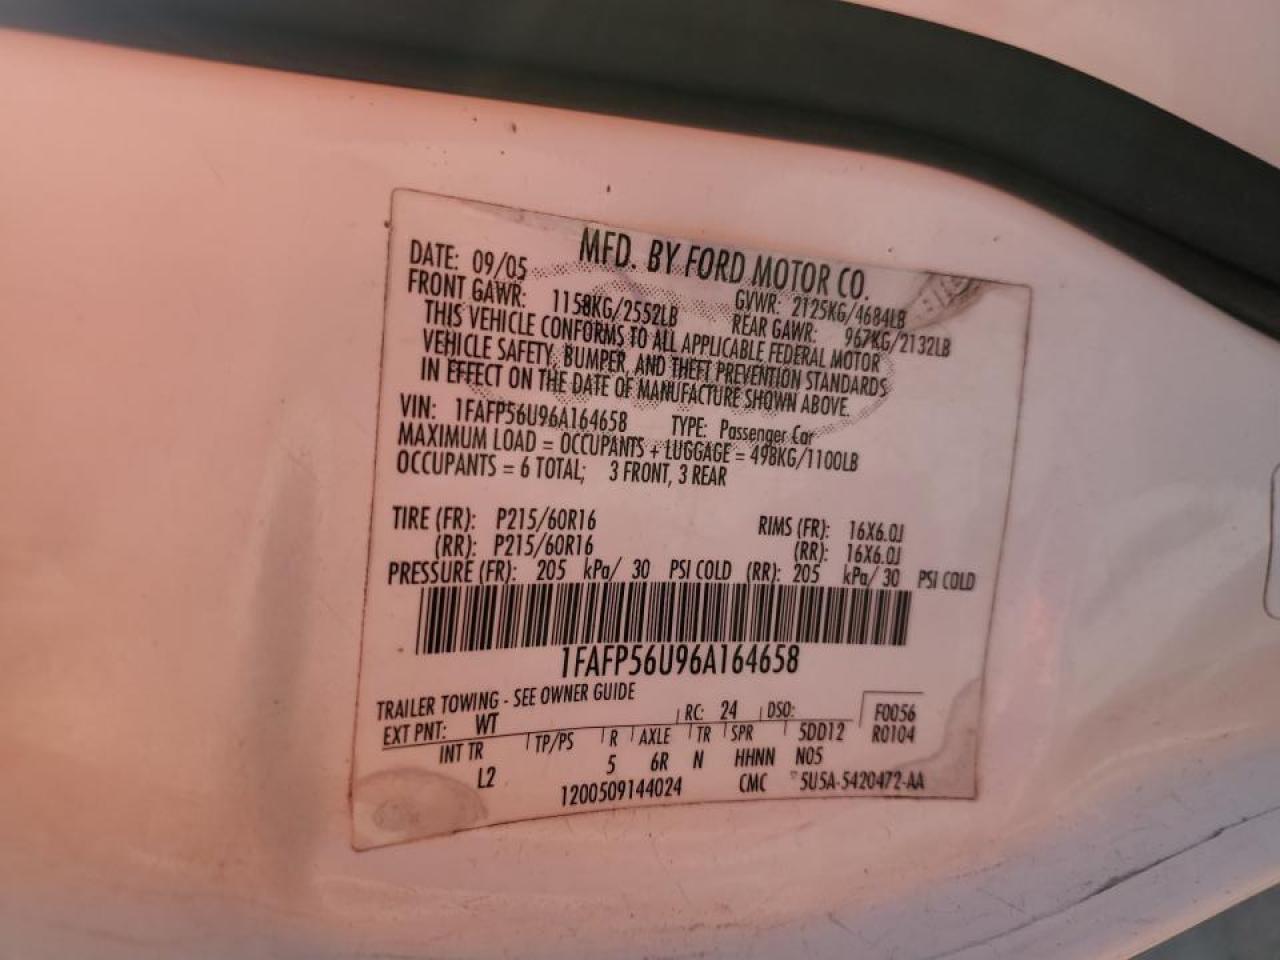 MFD. BY FORD MOTOR CO.
DATE: 09/05 GVWR: 2125KG/4684LB
FRONT GAWR: 1158KG/2552LB REAR GAWR: 967KG/2132LB
THIS VEHICLE CONFORMS TO ALL APPLICABLE FEDERAL MOTOR
VEHICLE SAFETY, BUMPER, AND THEFT PREVENTION STANDARDS
IN EFFECT ON THE DATE OF MANUFACTURE SHOWN ABOVE.
VIN: 1FAFP56U96A164658 TYPE: Passenger Car
MAXIMUM LOAD = OCCUPANTS + LUGGAGE = 498KG/1100LB
OCCUPANTS = 6 TOTAL; 3 FRONT, 3 REAR
TIRE (FR): P215/60R16 RIMS (FR): 16X6.0J
(RR): P215/60R16 (RR): 16X6.0J
PRESSURE (FR): 205 kPa/ 30 PSI COLD (RR): 205 kPa/ 30 PSI COLD
1FAFP56U96A164658
TRAILER TOWING - SEE OWNER GUIDE
EXT PNT: WT RC: 24 DSO: F0056
INT TR TP/PS R AXLE TR SPR 5DD12 R0104
L2 5 6R N HHNN N05
1200509144024 CMC 5U5A-5420472-AA